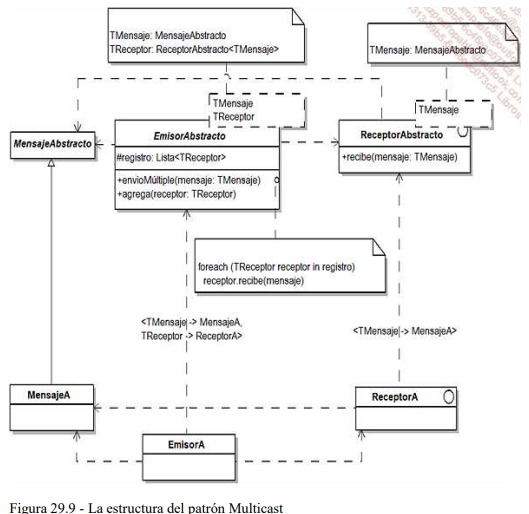 TMensaje: MensajeAbstracto
TReceptor: ReceptorAbstracto<TMensaje>
TMensaje: MensajeAbstracto
TMensaje
TReceptor
TMensaje
MensajeAbstracto
EmisorAbstracto
#registro: Lista<TReceptor>
+envioMúltiple(mensaje: TMensaje)
+agrega(receptor: TReceptor)
ReceptorAbstracto
+recibe(mensaje: TMensaje)
foreach (TReceptor receptor in registro)
receptor.recibe(mensaje)
<TMensaje -> MensajeA,
TReceptor -> ReceptorA>
<TMensaje -> MensajeA>
MensajeA
ReceptorA
EmisorA
Figura 29.9 - La estructura del patrón Multicast